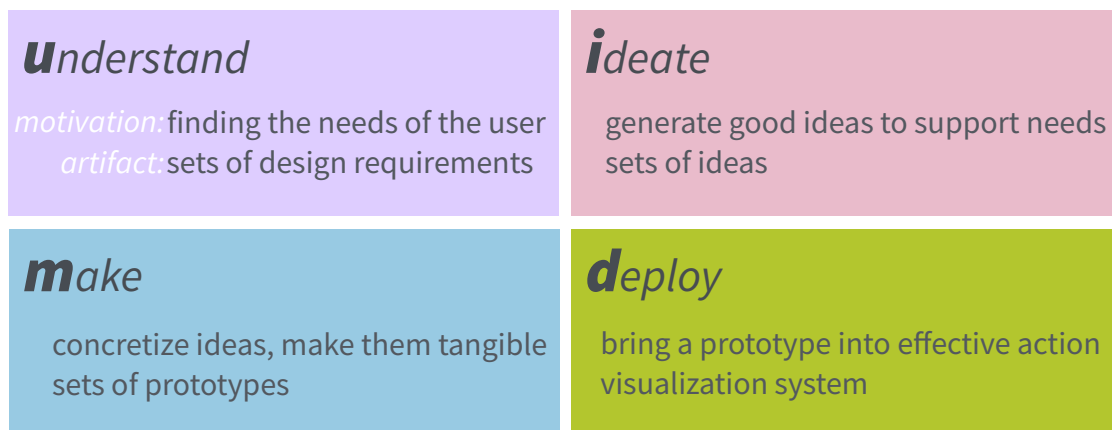 understand
motivation: finding the needs of the user
artifact: sets of design requirements
ideate
generate good ideas to support needs
sets of ideas
make
concretize ideas, make them tangible
sets of prototypes
deploy
bring a prototype into effective action
visualization system